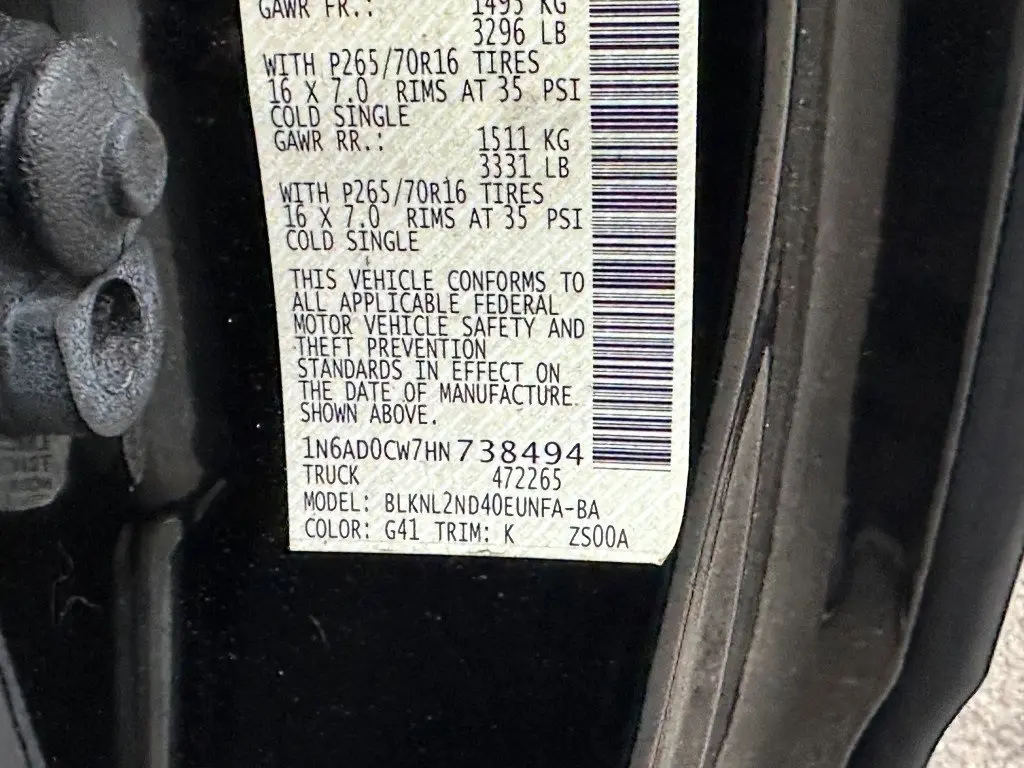 GAWR FR.: 1495 KG
3296 LB
WITH P265/70R16 TIRES
16 X 7.0 RIMS AT 35 PSI
COLD SINGLE
GAWR RR.: 1511 KG
3331 LB
WITH P265/70R16 TIRES
16 X 7.0 RIMS AT 35 PSI
COLD SINGLE
THIS VEHICLE CONFORMS TO
ALL APPLICABLE FEDERAL
MOTOR VEHICLE SAFETY AND
THEFT PREVENTION
STANDARDS IN EFFECT ON
THE DATE OF MANUFACTURE
SHOWN ABOVE.
1N6AD0CW7HN738494
TRUCK 472265
MODEL: BLKNL2ND40EUNFA-BA
COLOR: G41 TRIM: K ZS00A